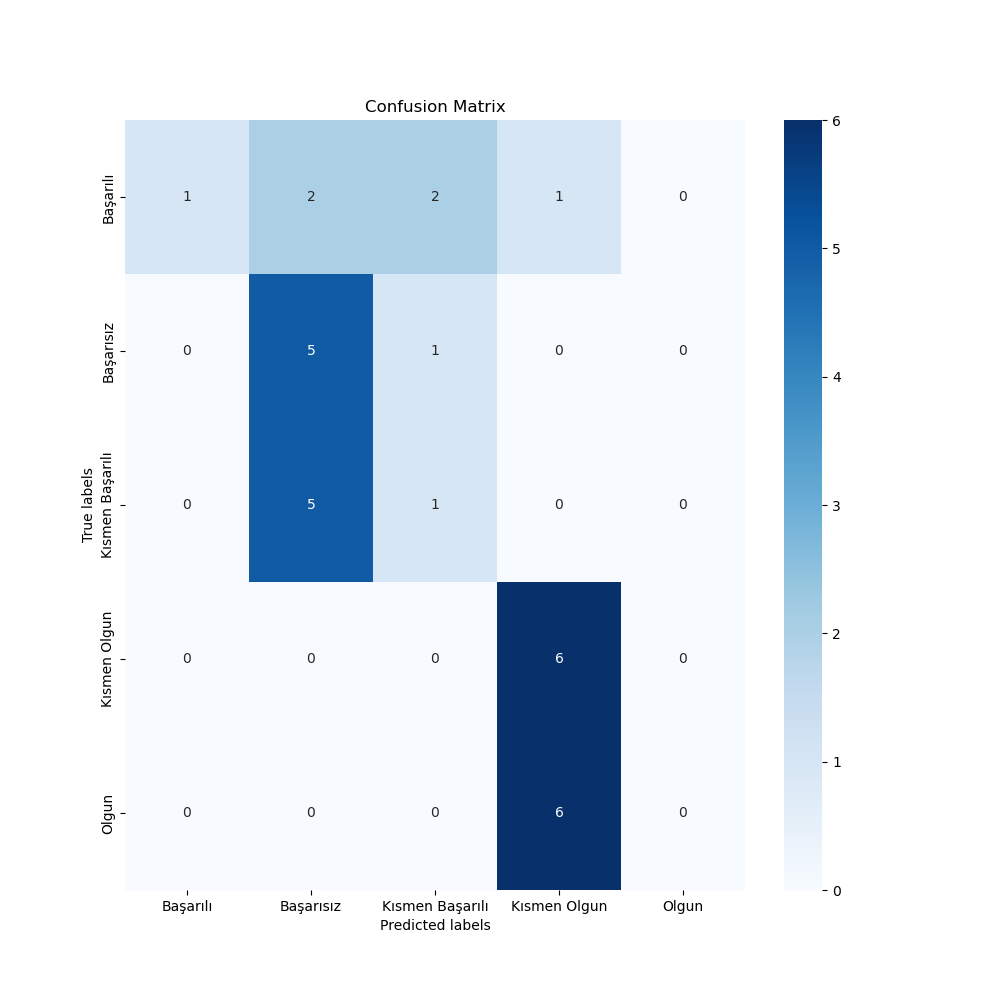 Confusion Matrix
True labels
Başarılı
1 2 2 1 0
Başarısız
0 5 1 0 0
Kısmen Başarılı
0 5 1 0 0
Kısmen Olgun
0 0 0 6 0
Olgun
0 0 0 6 0
Başarılı Başarısız Kısmen Başarılı Kısmen Olgun Olgun
Predicted labels
6
5
4
3
2
1
0